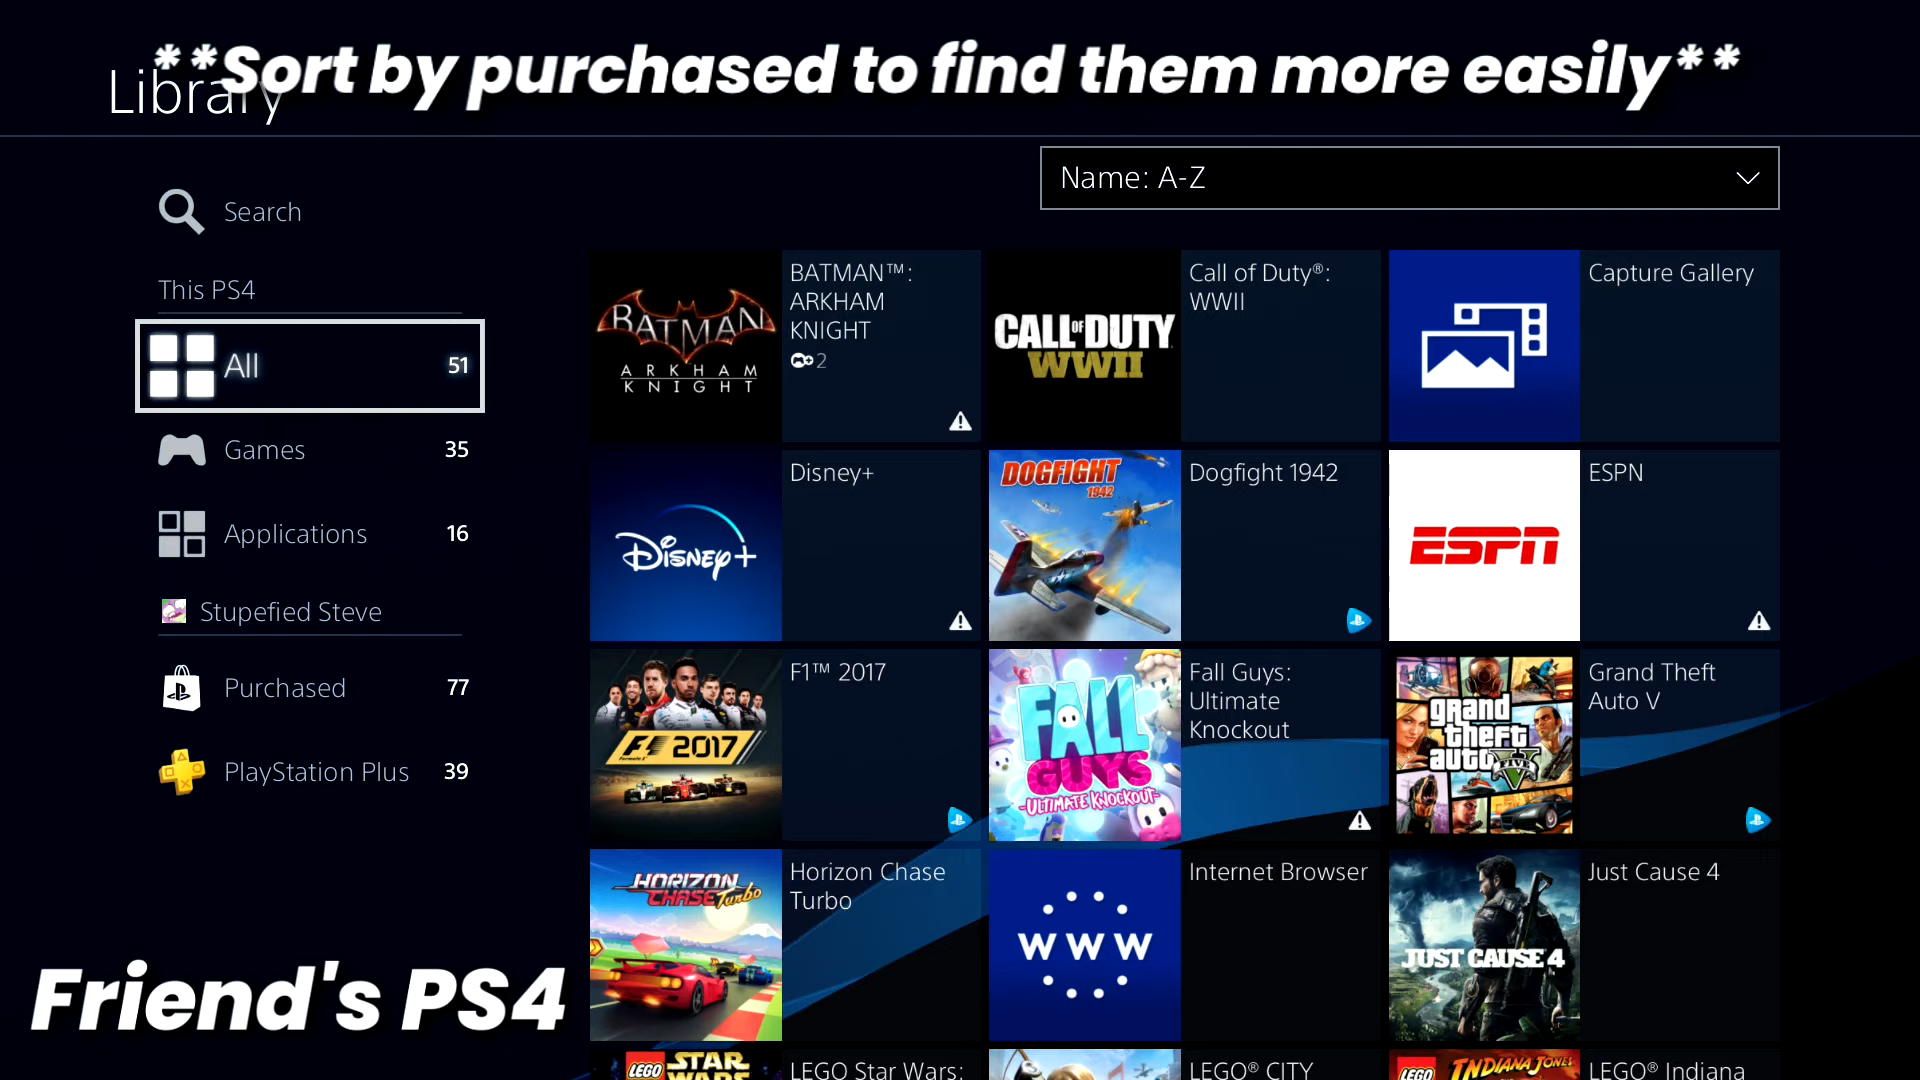 **Sort by purchased to find them more easily**
Library
Name: A-Z
Search
This PS4
All 51
Games 35
Applications 16
Stupefied Steve
Purchased 77
PlayStation Plus 39
Friend's PS4
BATMAN
ARKHAM
KNIGHT
BATMAN™:
ARKHAM
KNIGHT
2
CALL OF DUTY
WWII
Call of Duty®:
WWII
Capture Gallery
Disney+
Disney+
DOGFIGHT
1942
Dogfight 1942
ESPN
ESPN
F1 2017
Formula 1
F1™ 2017
FALL
GUYS
-ULTIMATE KNOCKOUT-
Fall Guys:
Ultimate
Knockout
grand
theft
auto V
FIVE
Grand Theft
Auto V
HORIZON
CHASE Turbo
Horizon Chase
Turbo
WWW
Internet Browser
JUST CAUSE 4
Just Cause 4
LEGO STAR
WARS
LEGO Star Wars:
LEGO® CITY
LEGO INDIANA JONES
LEGO® Indiana